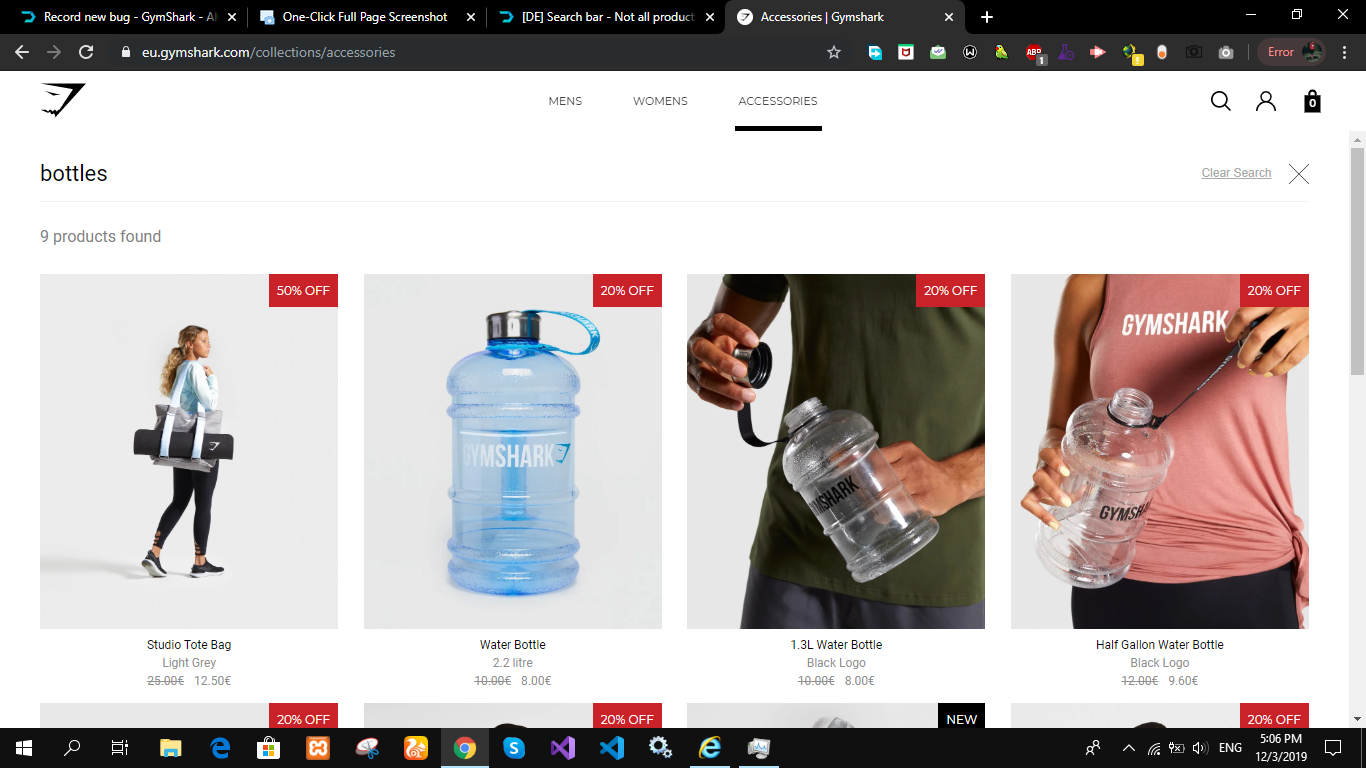 Record new bug - GymShark - Al
One-Click Full Page Screenshot
[DE] Search bar - Not all product
Accessories | Gymshark
eu.gymshark.com/collections/accessories
ABP
1
1
Error
MENS
WOMENS
ACCESSORIES
0
bottles
Clear Search
9 products found
50% OFF
20% OFF
20% OFF
20% OFF
GYMSHARK
GYMSHARK
GYMSHARK
GYMSHARK
Studio Tote Bag
Light Grey
25.00€ 12.50€
Water Bottle
2.2 litre
10.00€ 8.00€
1.3L Water Bottle
Black Logo
10.00€ 8.00€
Half Gallon Water Bottle
Black Logo
12.00€ 9.60€
20% OFF
20% OFF
NEW
20% OFF
ENG
5:06 PM
12/3/2019